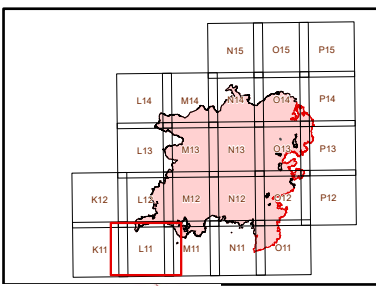 N15 O15 P15
L14 M14 N14 O14 P14
L13 M13 N13 O13 P13
K12 L12 M12 N12 O12 P12
K11 L11 M11 N11 O11